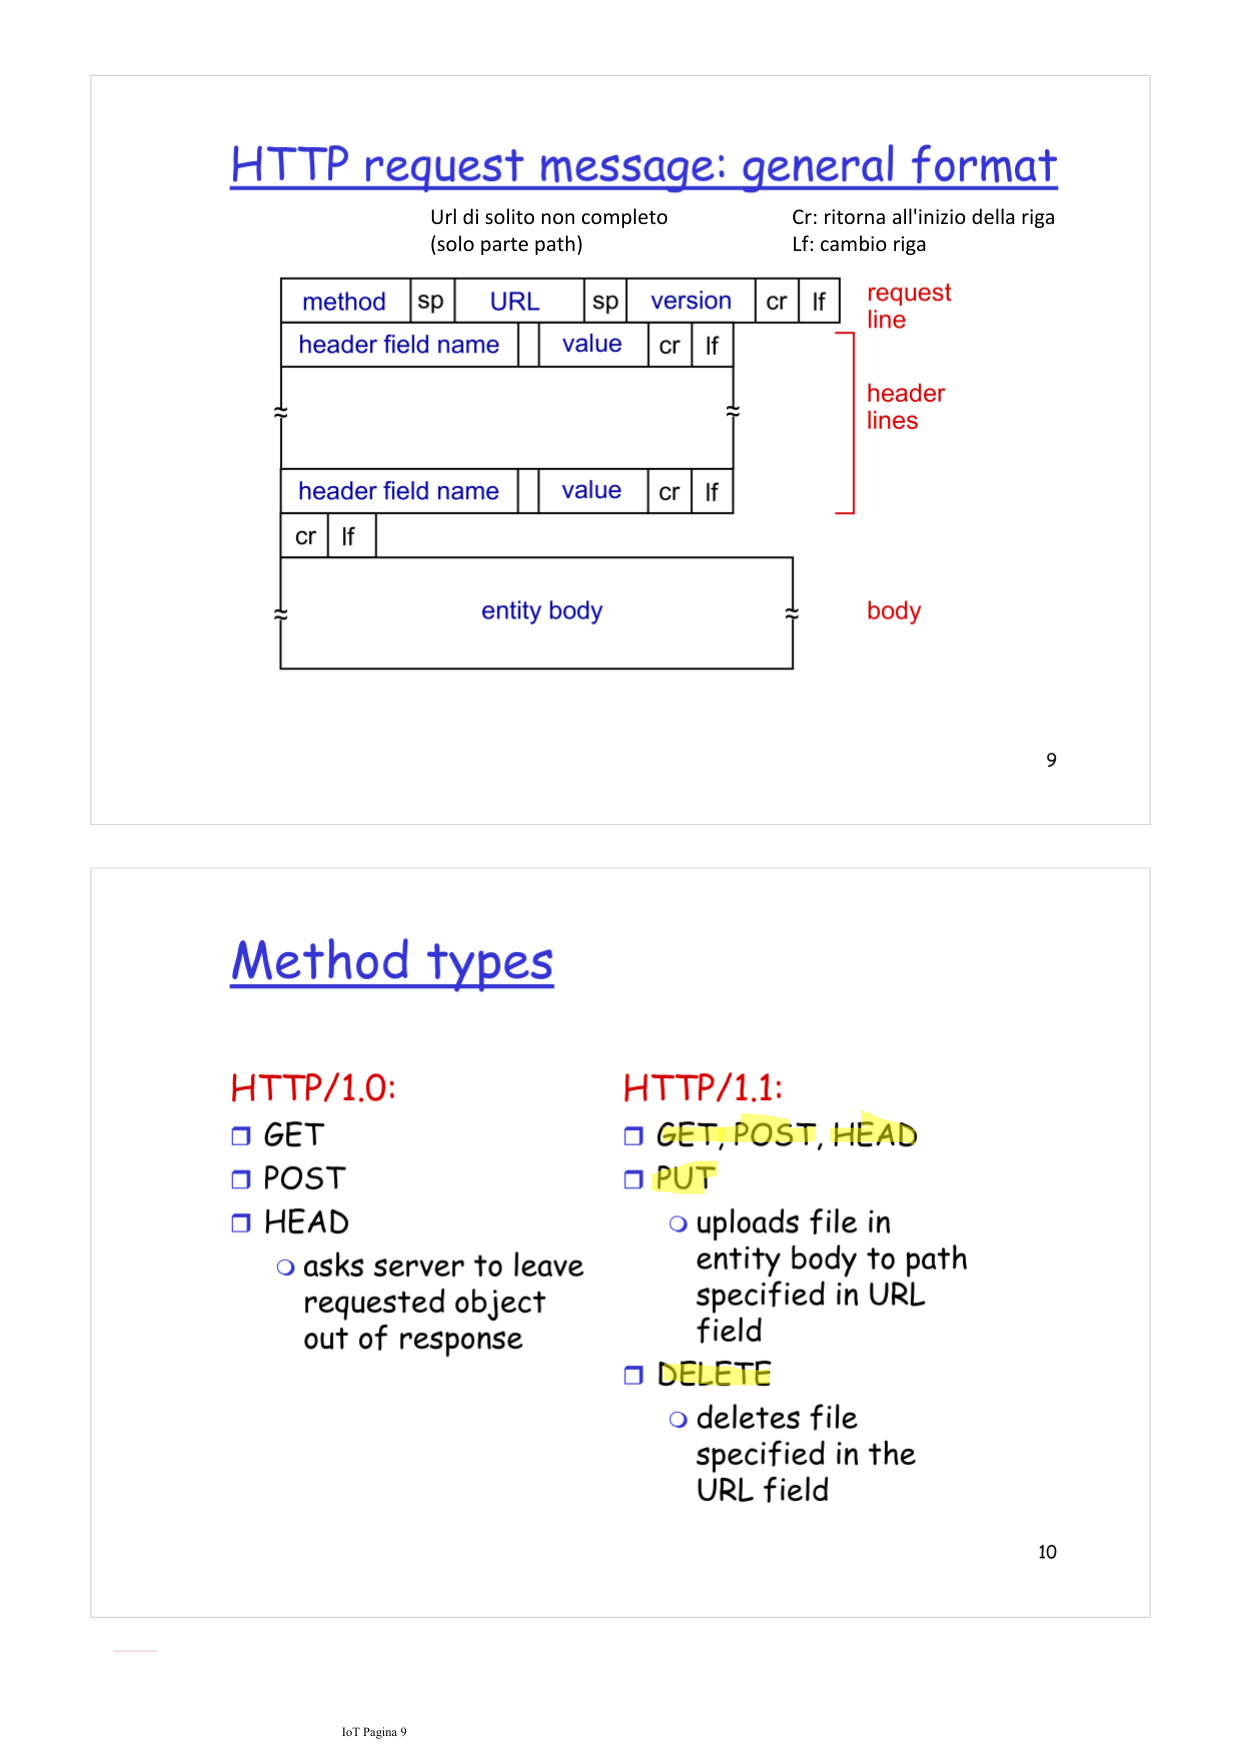 HTTP request message: general format
Url di solito non completo
(solo parte path)
Cr: ritorna all'inizio della riga
Lf: cambio riga
method sp URL sp version cr lf
request
line
header field name value cr lf
header
lines
≈ ≈
header field name value cr lf
cr lf
≈ entity body ≈
body
9
Method types
HTTP/1.0:
GET
POST
HEAD
asks server to leave
requested object
out of response
HTTP/1.1:
GET, POST, HEAD
PUT
uploads file in
entity body to path
specified in URL
field
DELETE
deletes file
specified in the
URL field
10
IoT Pagina 9